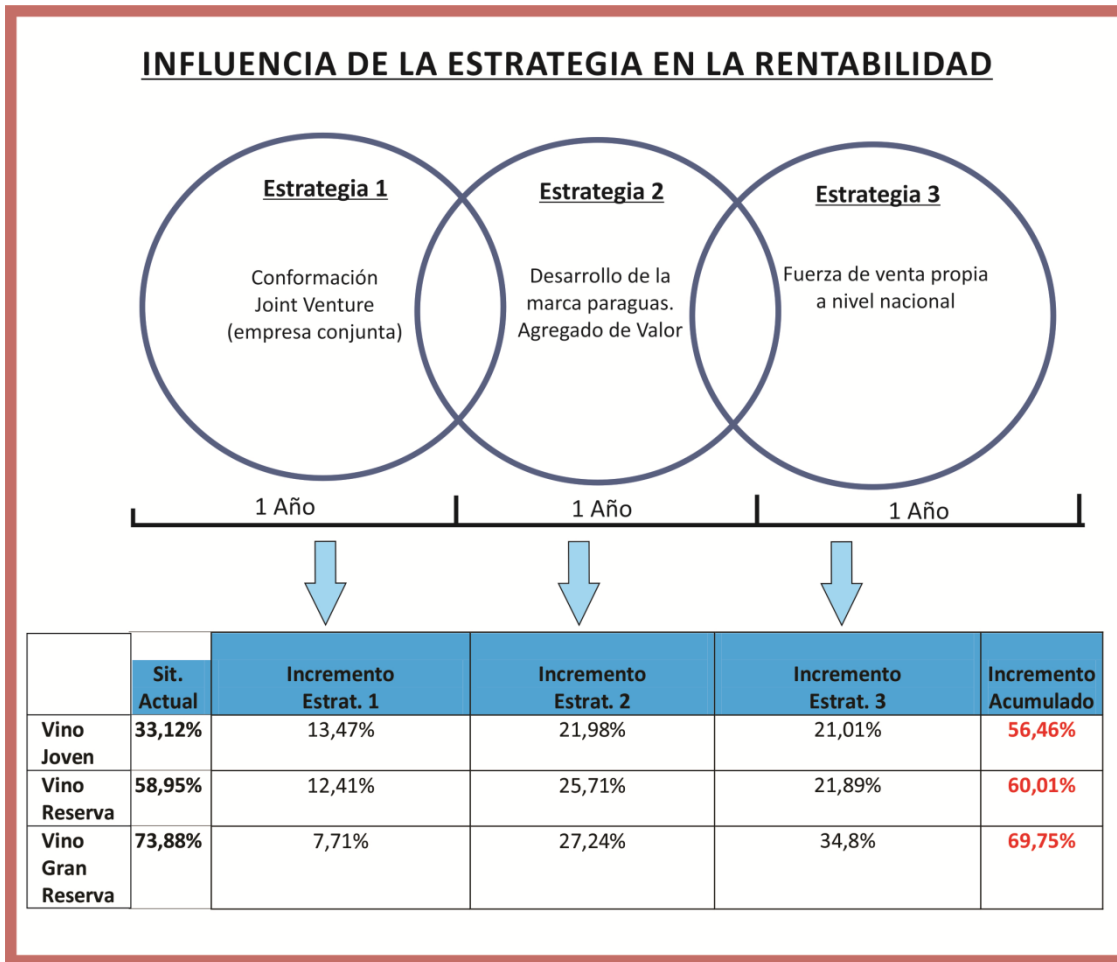 INFLUENCIA DE LA ESTRATEGIA EN LA RENTABILIDAD
Estrategia 1
Conformación
Joint Venture
(empresa conjunta)
Estrategia 2
Desarrollo de la
marca paraguas.
Agregado de Valor
Estrategia 3
Fuerza de venta propia
a nivel nacional
1 Año
1 Año
1 Año
Sit.
Actual
Incremento
Estrat. 1
Incremento
Estrat. 2
Incremento
Estrat. 3
Incremento
Acumulado
Vino
Joven
33,12%
13,47%
21,98%
21,01%
56,46%
Vino
Reserva
58,95%
12,41%
25,71%
21,89%
60,01%
Vino
Gran
Reserva
73,88%
7,71%
27,24%
34,8%
69,75%